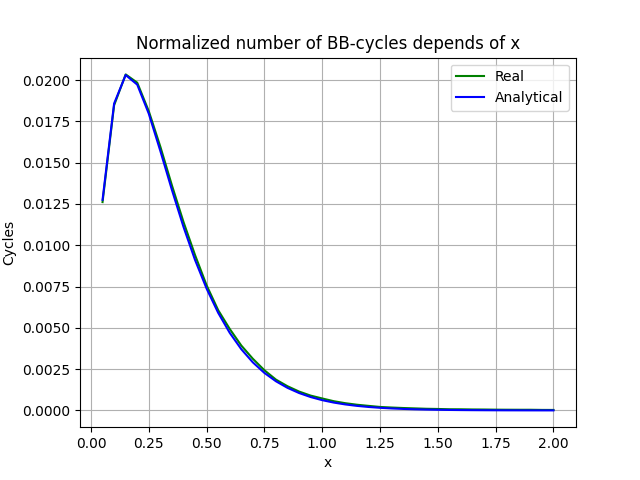 Normalized number of BB-cycles depends of x
Real
Analytical
0.0200
0.0175
0.0150
0.0125
0.0100
0.0075
0.0050
0.0025
0.0000
Cycles
0.00 0.25 0.50 0.75 1.00 1.25 1.50 1.75 2.00
x